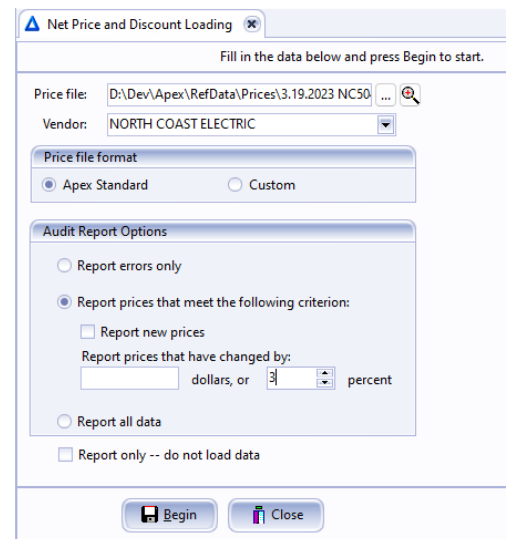 Net Price and Discount Loading
Fill in the data below and press Begin to start.
Price file: D:\Dev\Apex\RefData\Prices\3.19.2023 NC50 ...
Vendor: NORTH COAST ELECTRIC
Price file format
Apex Standard Custom
Audit Report Options
Report errors only
Report prices that meet the following criterion:
Report new prices
Report prices that have changed by:
dollars, or 3 percent
Report all data
Report only -- do not load data
Begin Close